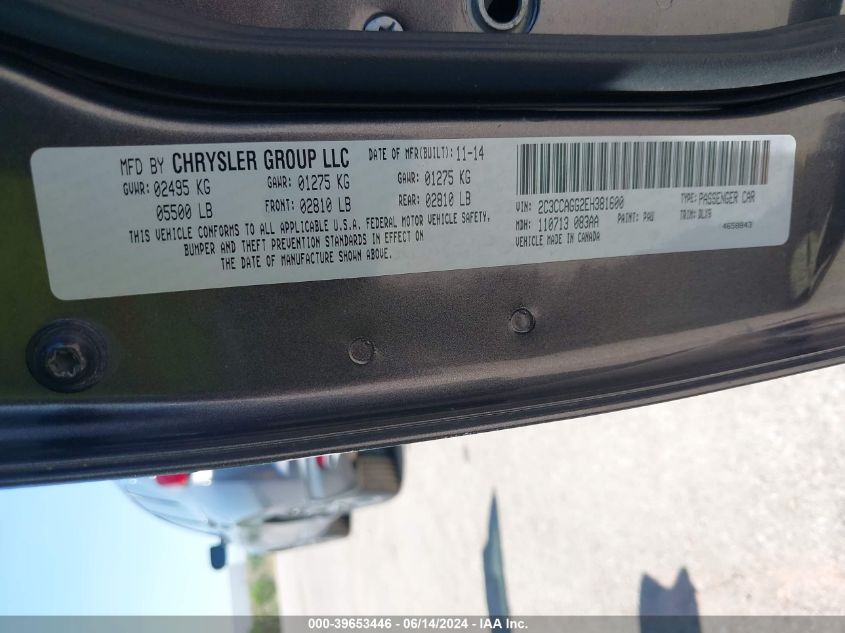 MFD BY CHRYSLER GROUP LLC DATE OF MFR(BUILT): 11-14
GVWR: 02495 KG GAWR: 01275 KG GAWR: 01275 KG
05500 LB FRONT: 02810 LB REAR: 02810 LB
THIS VEHICLE CONFORMS TO ALL APPLICABLE U.S.A. FEDERAL MOTOR VEHICLE SAFETY,
BUMPER AND THEFT PREVENTION STANDARDS IN EFFECT ON
THE DATE OF MANUFACTURE SHOWN ABOVE.
VIN: 2C3CCAGG2EH381600 TYPE: PASSENGER CAR
MDH: 110713 083AA PAINT: PAU TRIM: DLX9
VEHICLE MADE IN CANADA 4658843
000-39653446 - 06/14/2024 - IAA Inc.